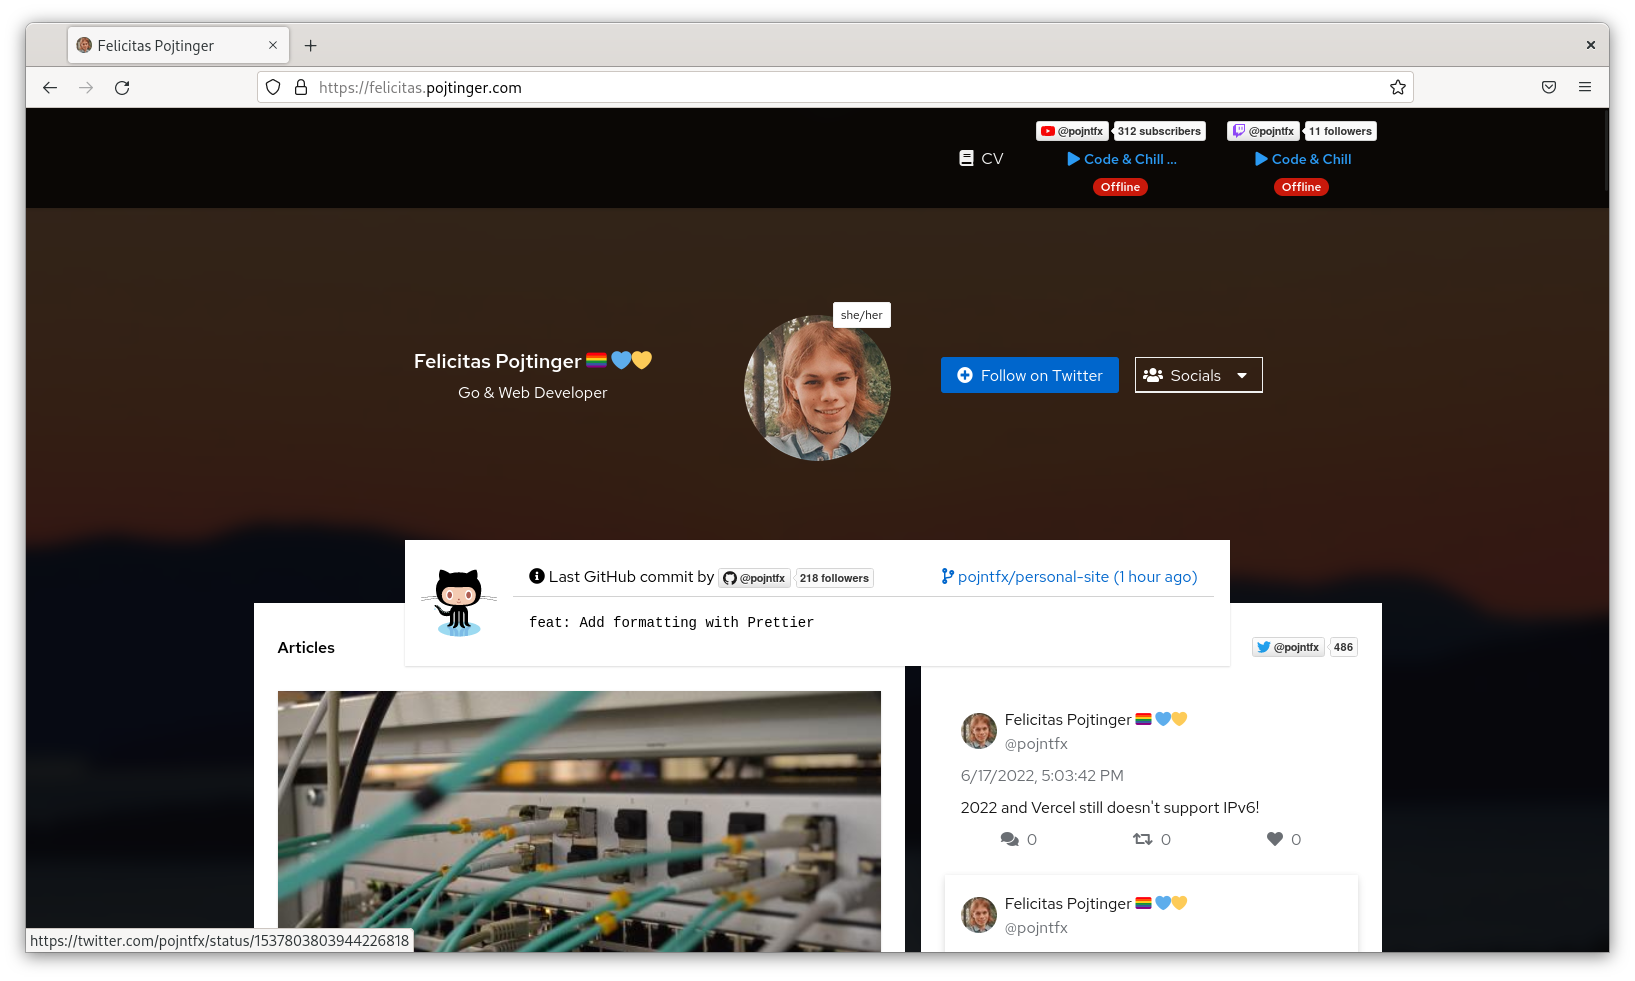 Felicitas Pojtinger
https://felicitas.pojtinger.com
CV
@pojntfx 312 subscribers
Code & Chill ...
Offline
@pojntfx 11 followers
Code & Chill
Offline
she/her
Felicitas Pojtinger 🏳️‍🌈 💙💛
Go & Web Developer
Follow on Twitter
Socials
Last GitHub commit by @pojntfx 218 followers
pojntfx/personal-site (1 hour ago)
feat: Add formatting with Prettier
Articles
@pojntfx 486
Felicitas Pojtinger 🏳️‍🌈 💙💛
@pojntfx
6/17/2022, 5:03:42 PM
2022 and Vercel still doesn't support IPv6!
0 0 0
Felicitas Pojtinger 🏳️‍🌈 💙💛
@pojntfx
https://twitter.com/pojntfx/status/1537803803944226818